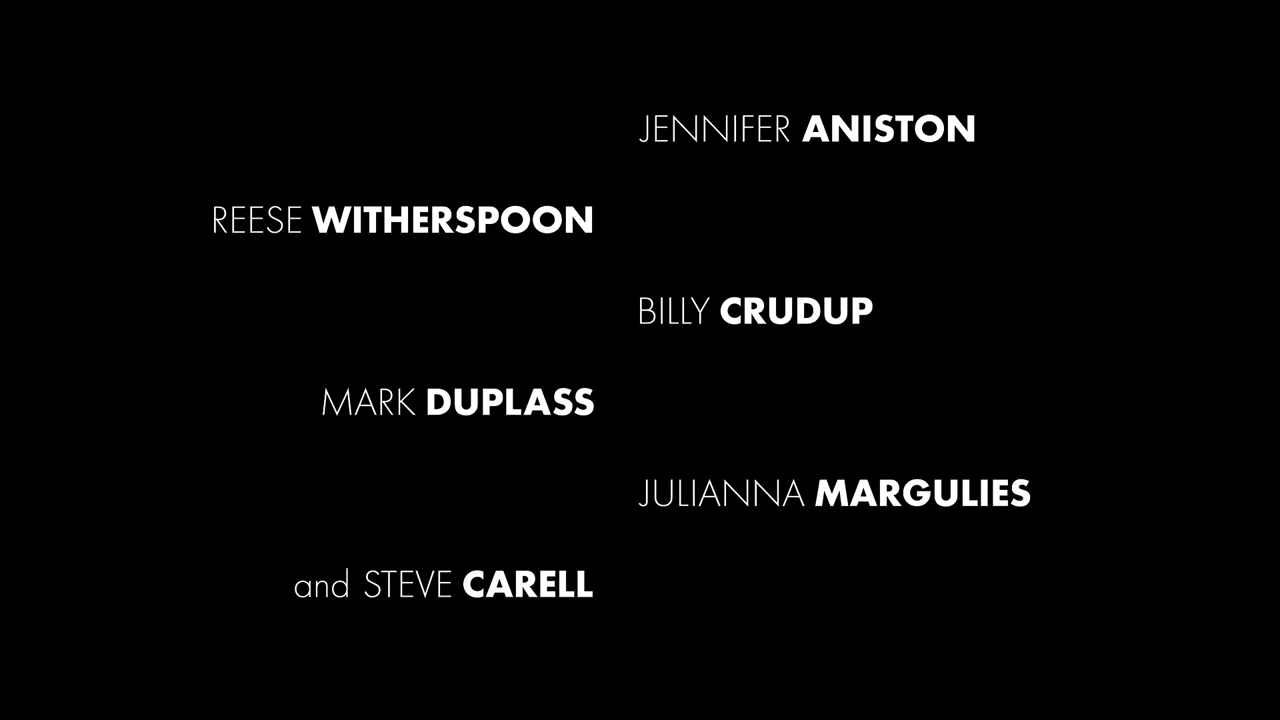 JENNIFER ANISTON
REESE WITHERSPOON
BILLY CRUDUP
MARK DUPLASS
JULIANNA MARGULIES
and STEVE CARELL